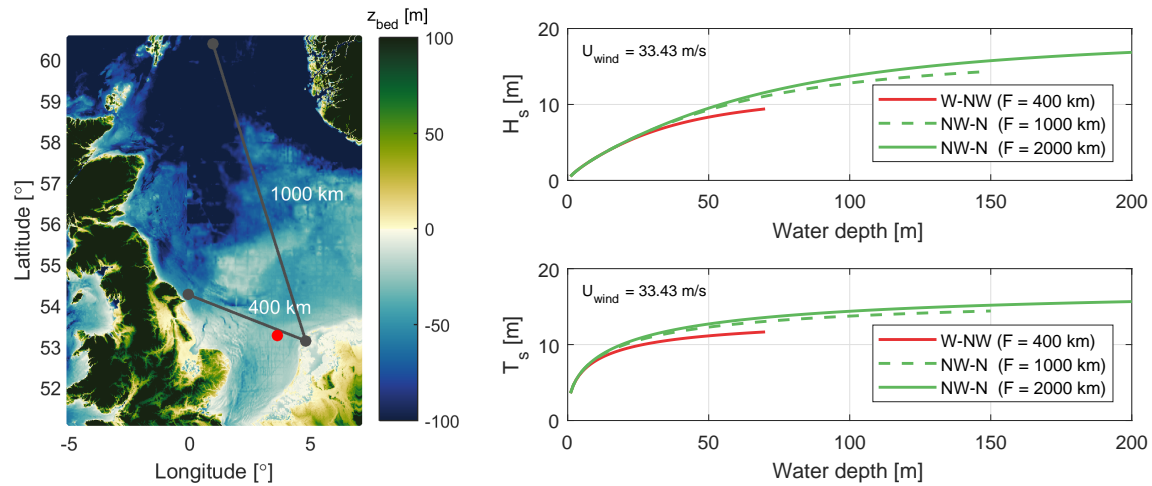 z_bed [m]
60
59
58
57
56
55
54
53
52
Latitude [°]
-5
0
5
Longitude [°]
1000 km
400 km
100
50
0
-50
-100
20
10
0
H_s [m]
U_wind = 33.43 m/s
W-NW (F = 400 km)
NW-N (F = 1000 km)
NW-N (F = 2000 km)
0
50
100
150
200
Water depth [m]
20
10
0
T_s [m]
U_wind = 33.43 m/s
W-NW (F = 400 km)
NW-N (F = 1000 km)
NW-N (F = 2000 km)
0
50
100
150
200
Water depth [m]